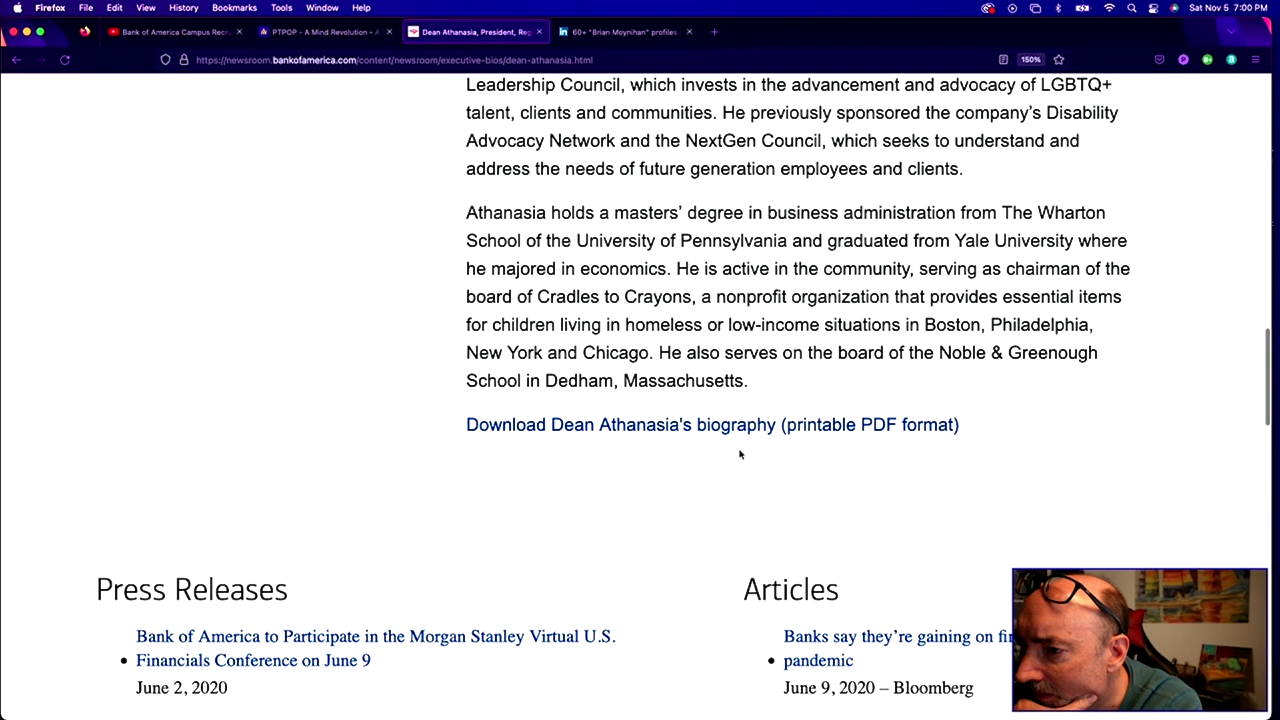 Firefox File Edit View History Bookmarks Tools Window Help Sat Nov 5 7:00 PM
Bank of America Campus Recru PTPOP - A Mind Revolution - A Dean Athanasia, President, Reg 60+ "Brian Moynihan" profiles
https://newsroom.bankofamerica.com/content/newsroom/executive-bios/dean-athanasia.html 150%
Leadership Council, which invests in the advancement and advocacy of LGBTQ+
talent, clients and communities. He previously sponsored the company's Disability
Advocacy Network and the NextGen Council, which seeks to understand and
address the needs of future generation employees and clients.
Athanasia holds a masters' degree in business administration from The Wharton
School of the University of Pennsylvania and graduated from Yale University where
he majored in economics. He is active in the community, serving as chairman of the
board of Cradles to Crayons, a nonprofit organization that provides essential items
for children living in homeless or low-income situations in Boston, Philadelphia,
New York and Chicago. He also serves on the board of the Noble & Greenough
School in Dedham, Massachusetts.
Download Dean Athanasia's biography (printable PDF format)
Press Releases
Bank of America to Participate in the Morgan Stanley Virtual U.S.
Financials Conference on June 9
June 2, 2020
Articles
Banks say they're gaining on
pandemic
June 9, 2020 – Bloomberg